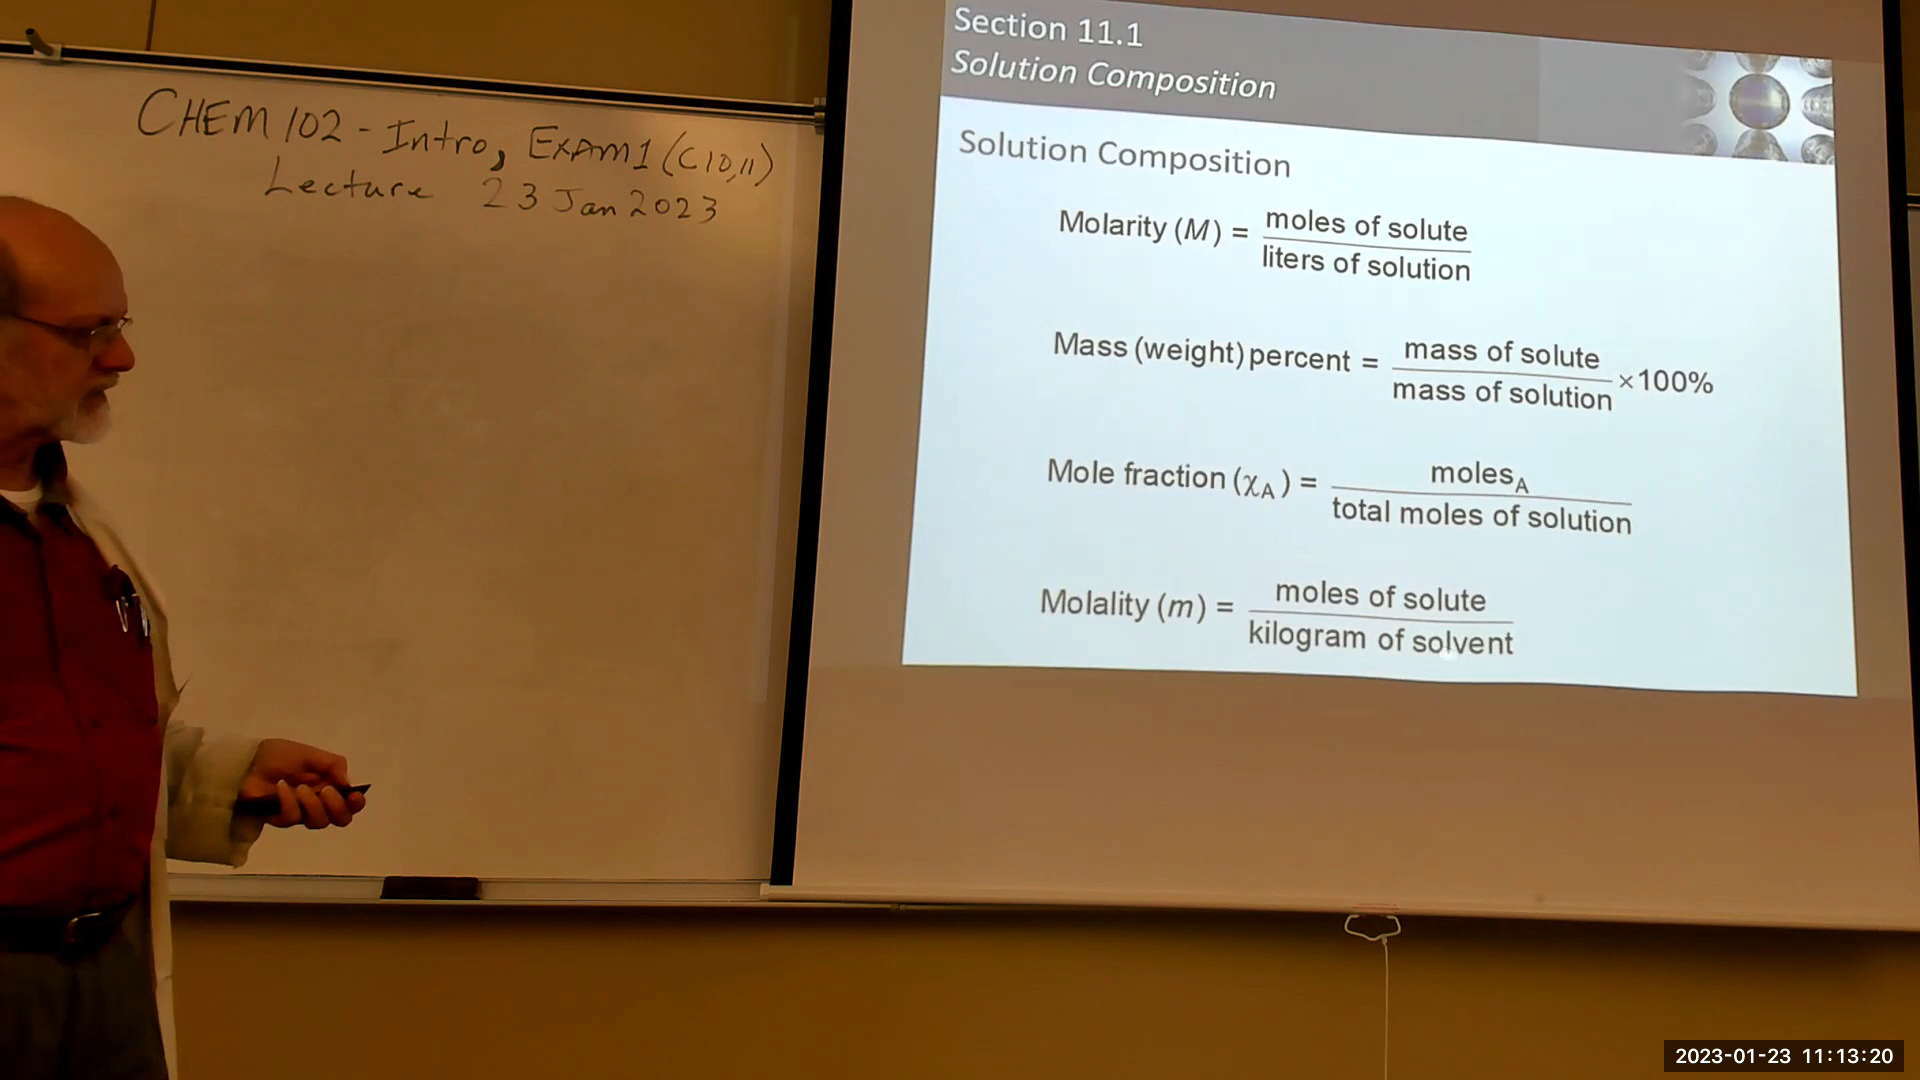 CHEM 102 - Intro, EXAM 1 (C10,11)
Lecture 23 Jan 2023
Section 11.1
Solution Composition
Solution Composition
Molarity (M) = moles of solute
liters of solution
Mass (weight) percent = mass of solute
mass of solution ×100%
Mole fraction (χA) = molesA
total moles of solution
Molality (m) = moles of solute
kilogram of solvent
2023-01-23 11:13:20